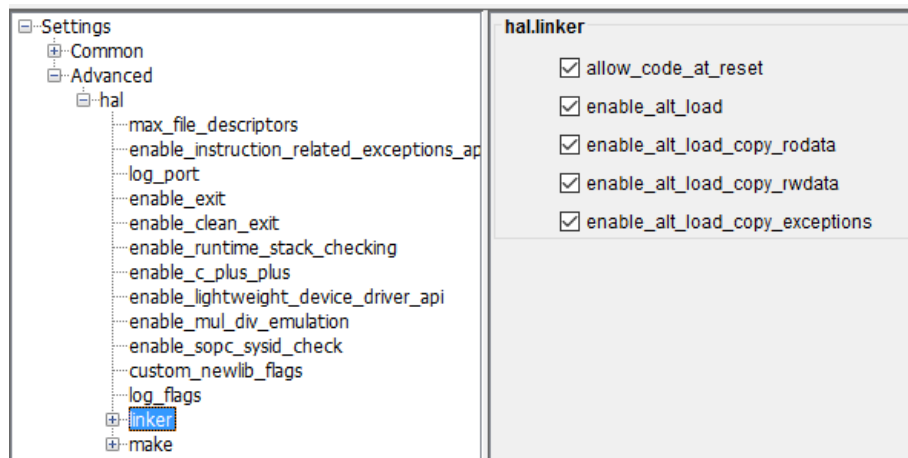 Settings
Common
Advanced
hal
max_file_descriptors
enable_instruction_related_exceptions_ap
log_port
enable_exit
enable_clean_exit
enable_runtime_stack_checking
enable_c_plus_plus
enable_lightweight_device_driver_api
enable_mul_div_emulation
enable_sopc_sysid_check
custom_newlib_flags
log_flags
linker
make
hal.linker
allow_code_at_reset
enable_alt_load
enable_alt_load_copy_rodata
enable_alt_load_copy_rwdata
enable_alt_load_copy_exceptions